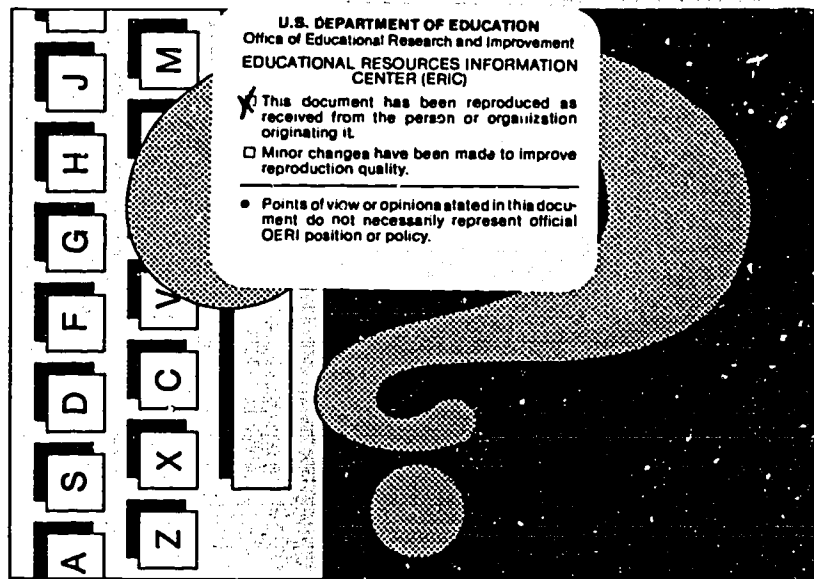 U.S. DEPARTMENT OF EDUCATION
Office of Educational Research and Improvement
EDUCATIONAL RESOURCES INFORMATION
CENTER (ERIC)
This document has been reproduced as
received from the person or organization
originating it.
□ Minor changes have been made to improve
reproduction quality.
● Points of view or opinions stated in this docu-
ment do not necessarily represent official
OERI position or policy.
A S D F G H J
Z X C V M